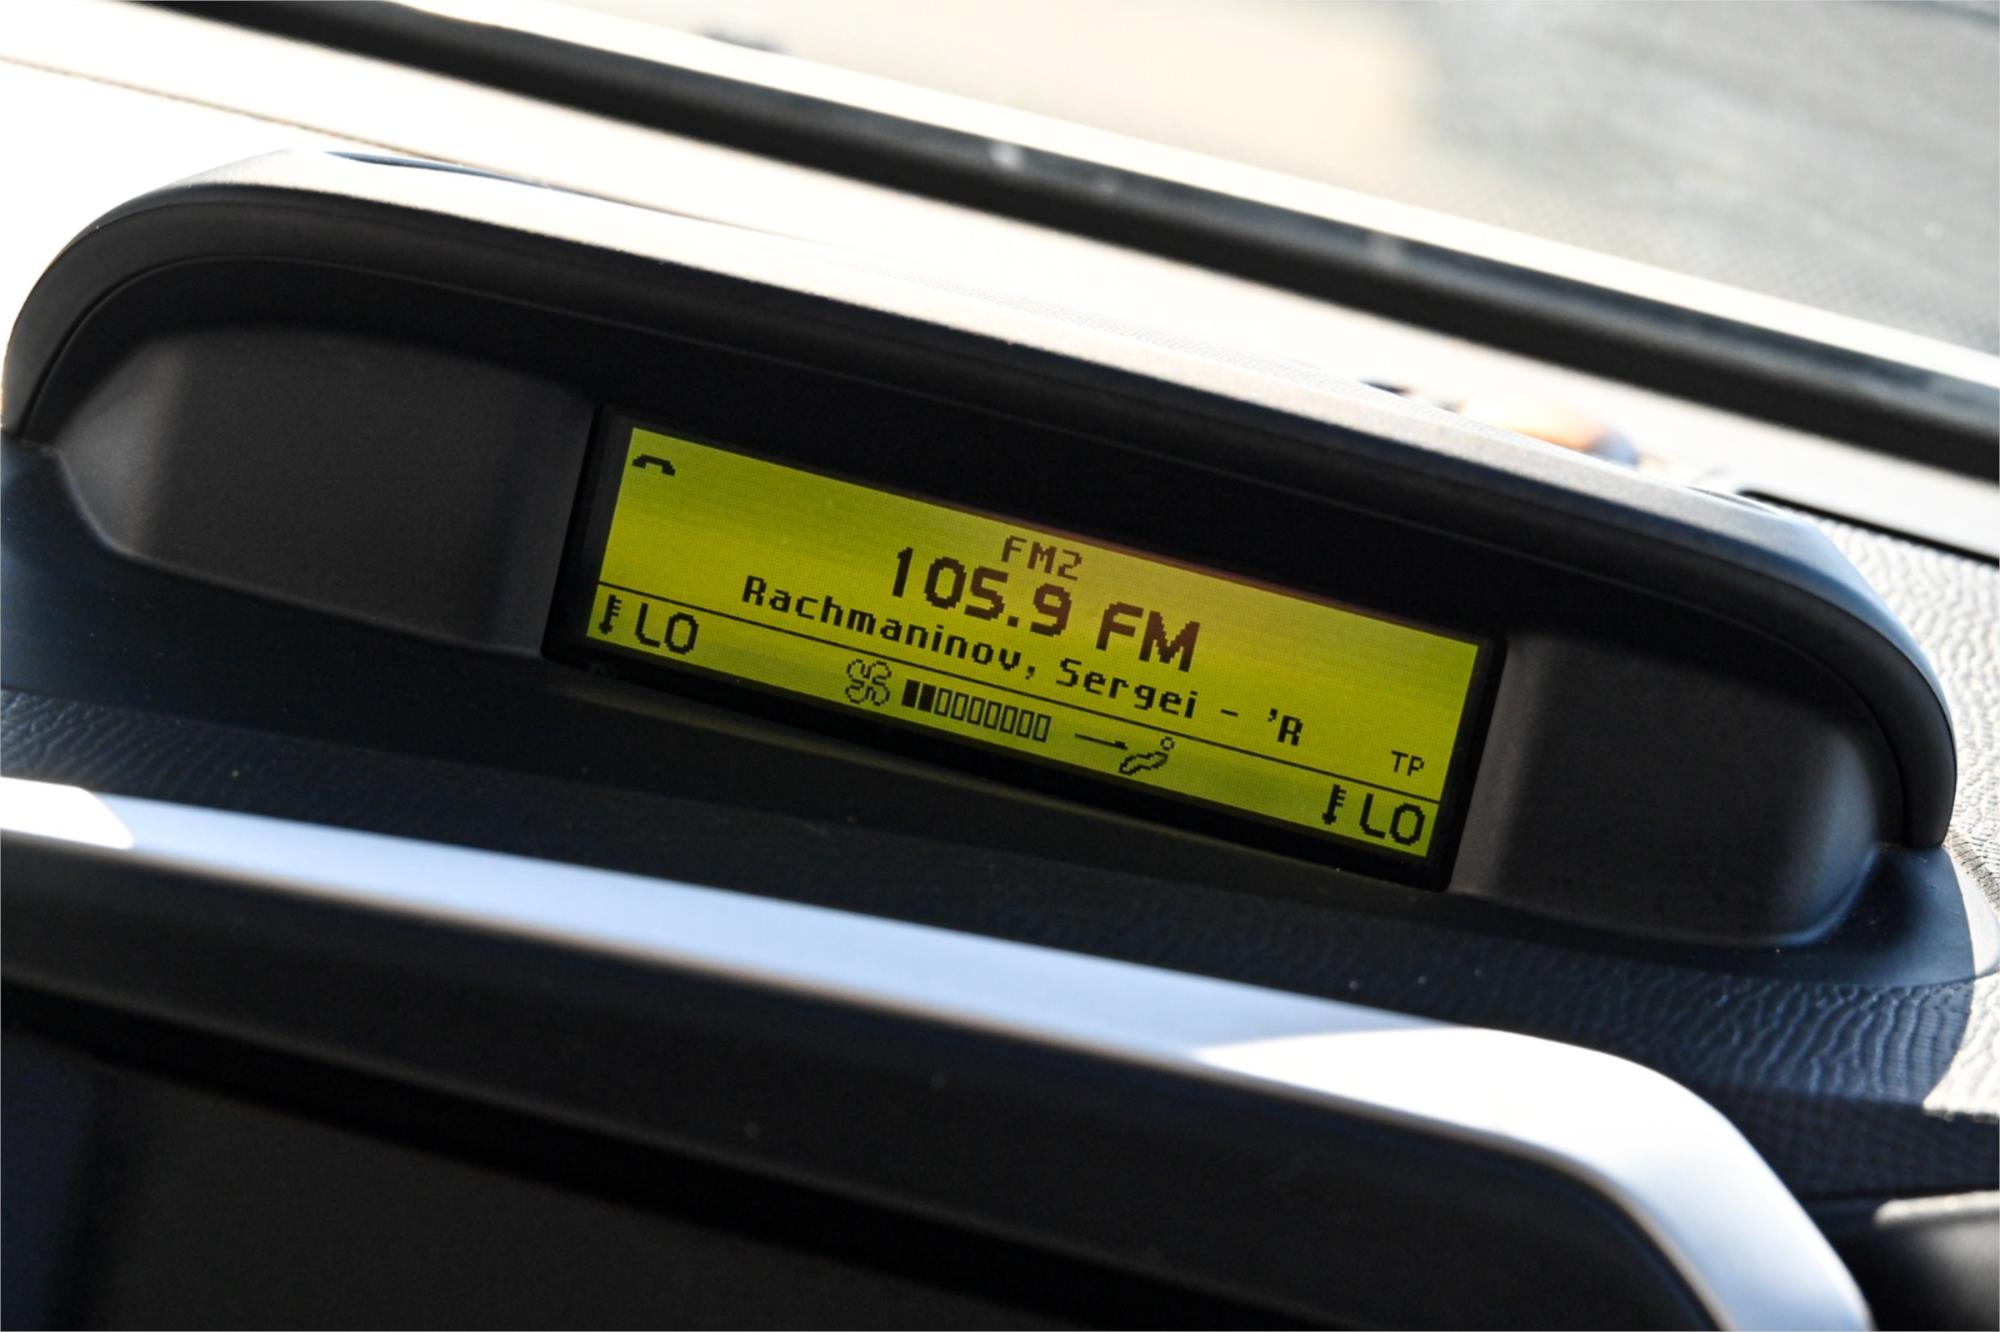 FM2
105.9 FM
Rachmaninov, Sergei - 'R
TP
LO
LO